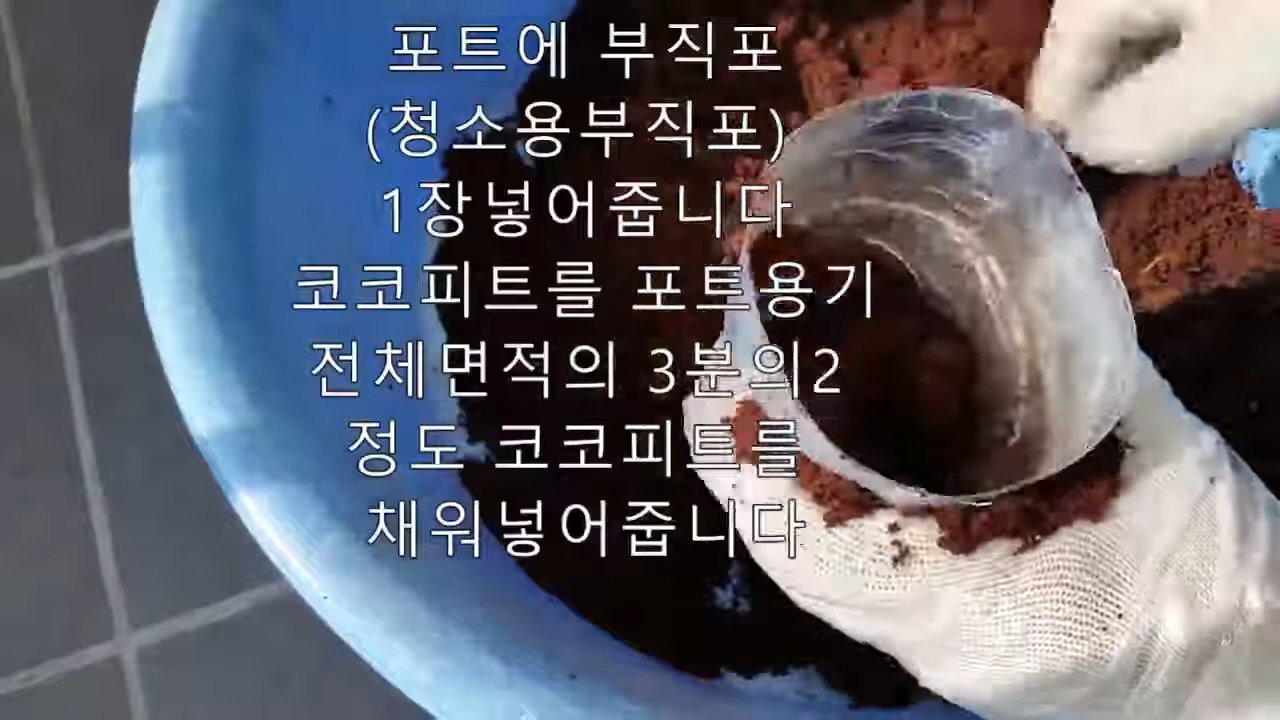 포트에 부직포
(청소용부직포)
1장넣어줍니다
코코피트를 포트용기
전체면적의 3분의2
정도 코코피트를
채워넣어줍니다